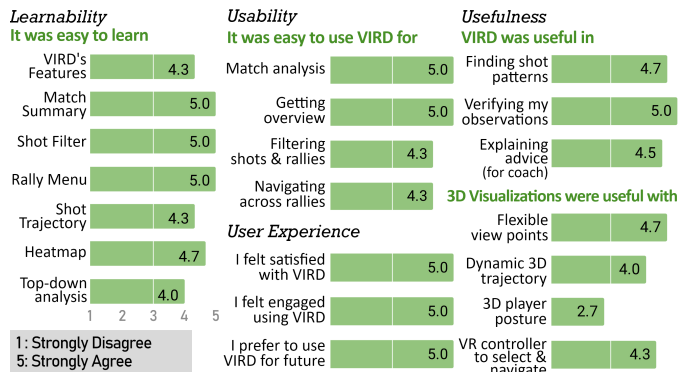 Learnability
It was easy to learn
VIRD's
Features
4.3
Match
Summary
5.0
Shot Filter
5.0
Rally Menu
5.0
Shot
Trajectory
4.3
Heatmap
4.7
Top-down
analysis
4.0
1 2 3 4 5
1: Strongly Disagree
5: Strongly Agree
Usability
It was easy to use VIRD for
Match analysis
5.0
Getting
overview
5.0
Filtering
shots & rallies
4.3
Navigating
across rallies
4.3
User Experience
I felt satisfied
with VIRD
5.0
I felt engaged
using VIRD
5.0
I prefer to use
VIRD for future
5.0
Usefulness
VIRD was useful in
Finding shot
patterns
4.7
Verifying my
observations
5.0
Explaining
advice
(for coach)
4.5
3D Visualizations were useful with
Flexible
view points
4.7
Dynamic 3D
trajectory
4.0
3D player
posture
2.7
VR controller
to select &
navigate
4.3